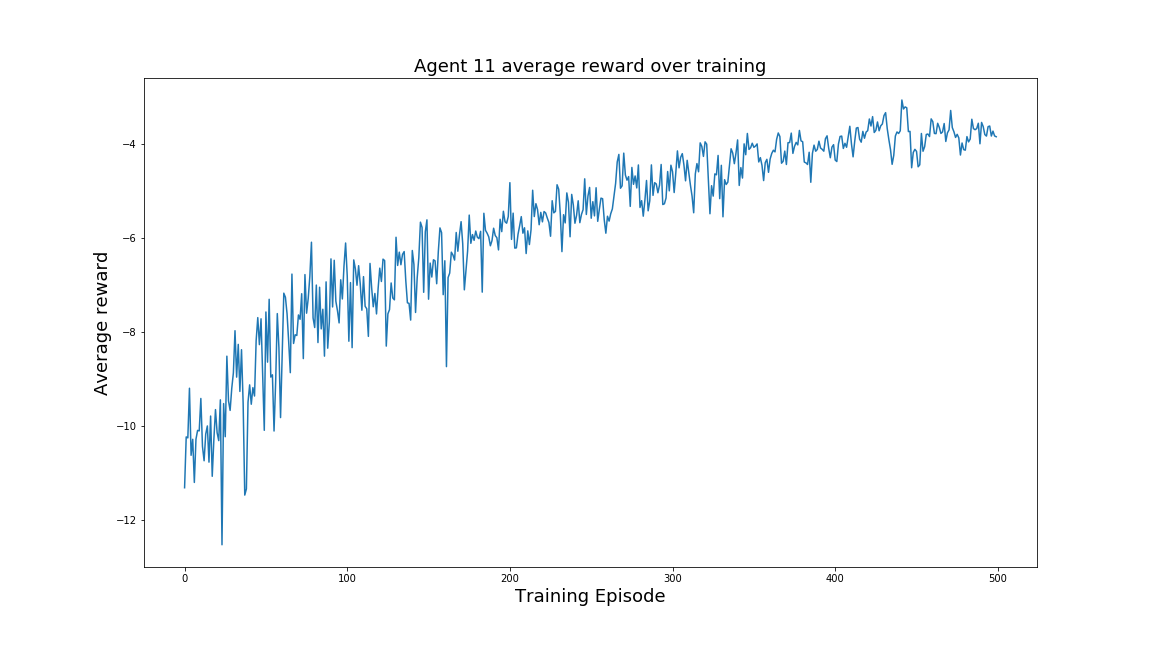 Agent 11 average reward over training
Average reward
−4
−6
−8
−10
−12
0 100 200 300 400 500
Training Episode